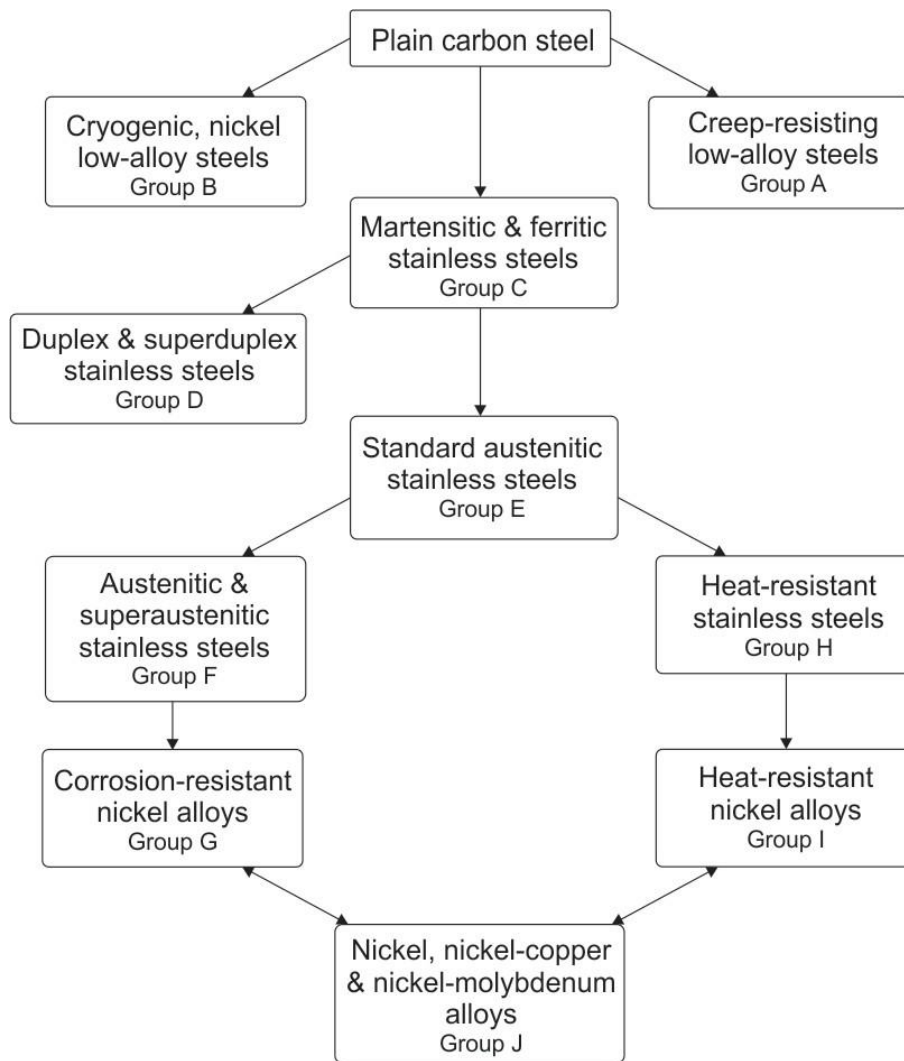 Plain carbon steel
Cryogenic, nickel
low-alloy steels
Group B
Creep-resisting
low-alloy steels
Group A
Martensitic & ferritic
stainless steels
Group C
Duplex & superduplex
stainless steels
Group D
Standard austenitic
stainless steels
Group E
Austenitic &
superaustenitic
stainless steels
Group F
Heat-resistant
stainless steels
Group H
Corrosion-resistant
nickel alloys
Group G
Heat-resistant
nickel alloys
Group I
Nickel, nickel-copper
& nickel-molybdenum
alloys
Group J